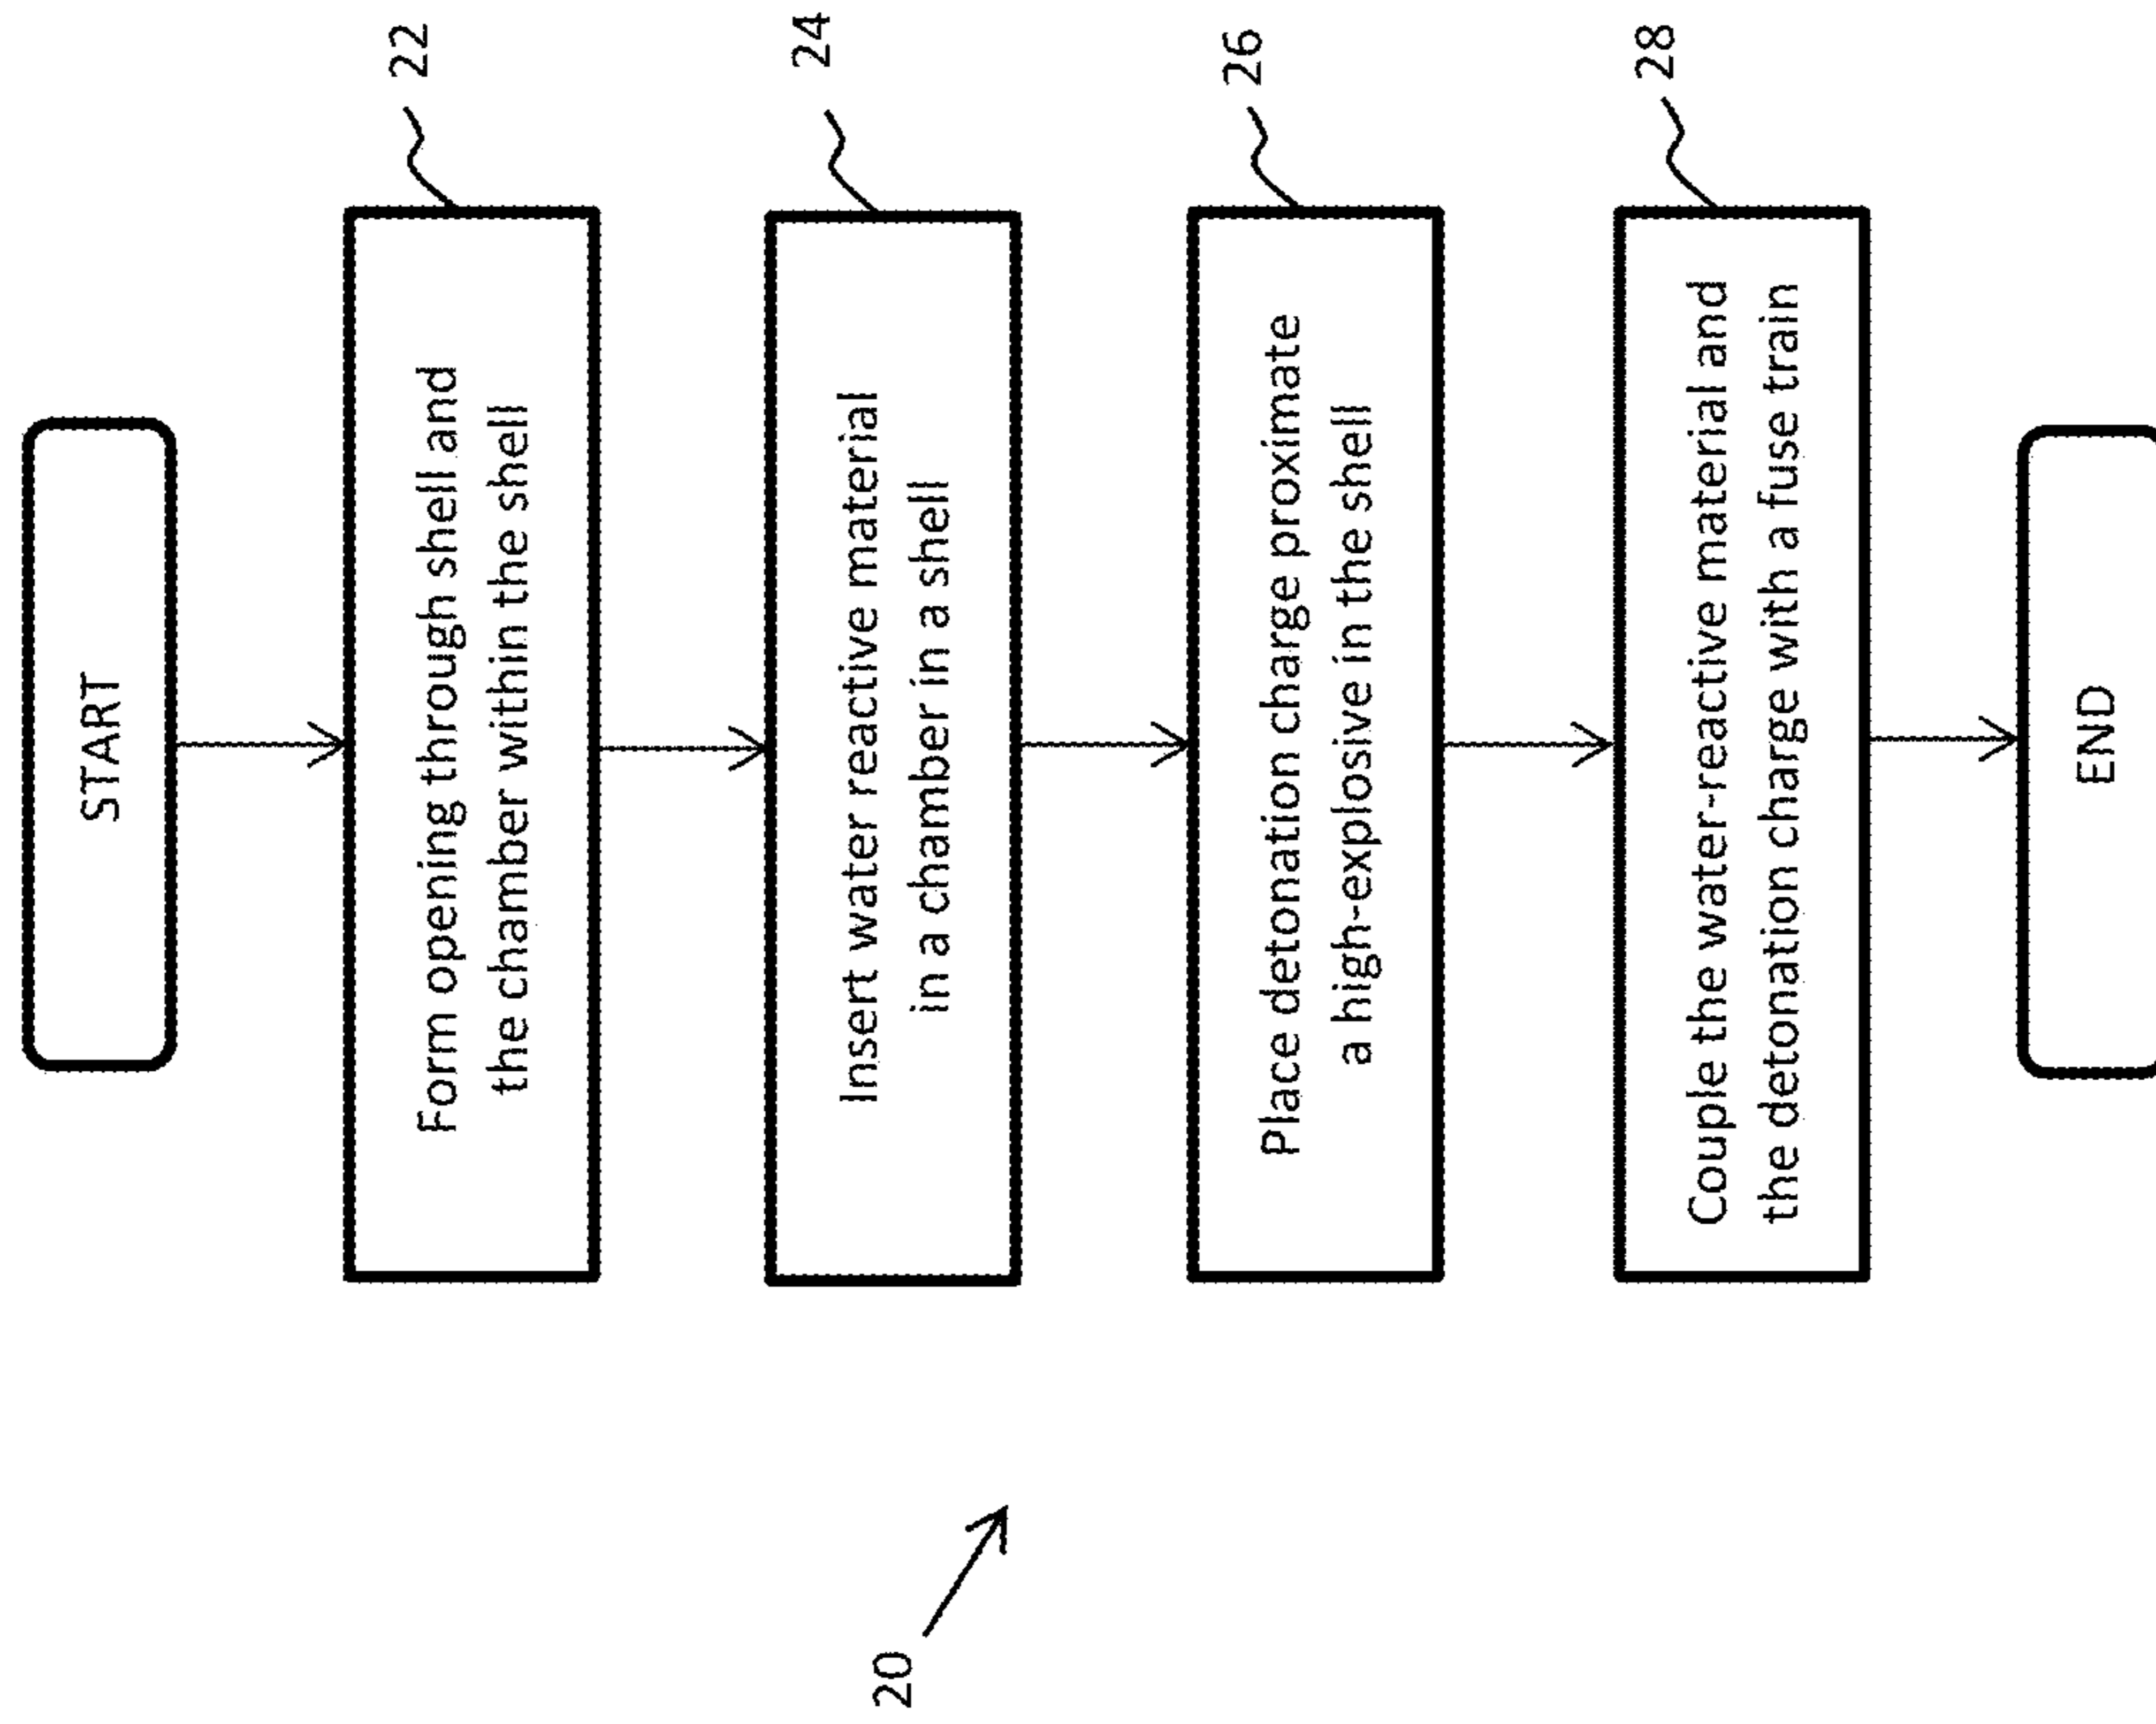 START
Form opening through shell and
the chamber within the shell
22
Insert water reactive material
in a chamber in a shell
24
Place detonation charge proximate
a high-explosive in the shell
26
Couple the water-reactive material and
the detonation charge with a fuse train
28
END
20